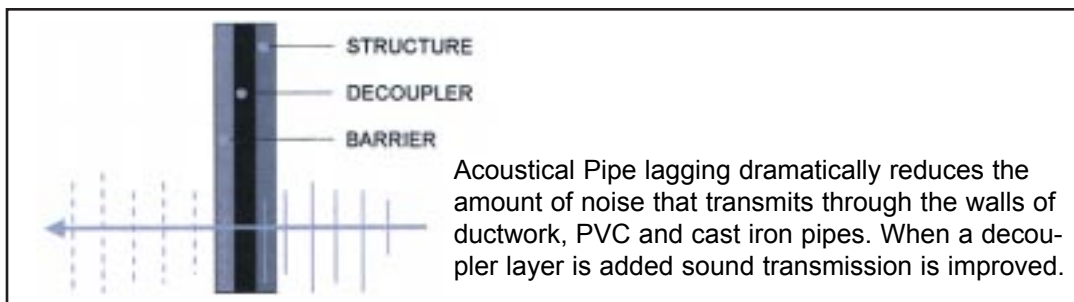 STRUCTURE
DECOUPLER
BARRIER
Acoustical Pipe lagging dramatically reduces the
amount of noise that transmits through the walls of
ductwork, PVC and cast iron pipes. When a decou-
pler layer is added sound transmission is improved.